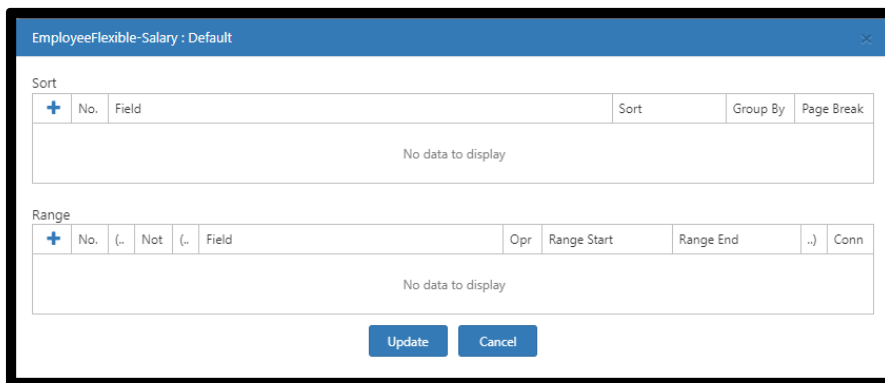 EmployeeFlexible-Salary : Default ×
Sort
+ No. Field Sort Group By Page Break
No data to display
Range
+ No. (.. Not (.. Field Opr Range Start Range End ..) Conn
No data to display
Update Cancel